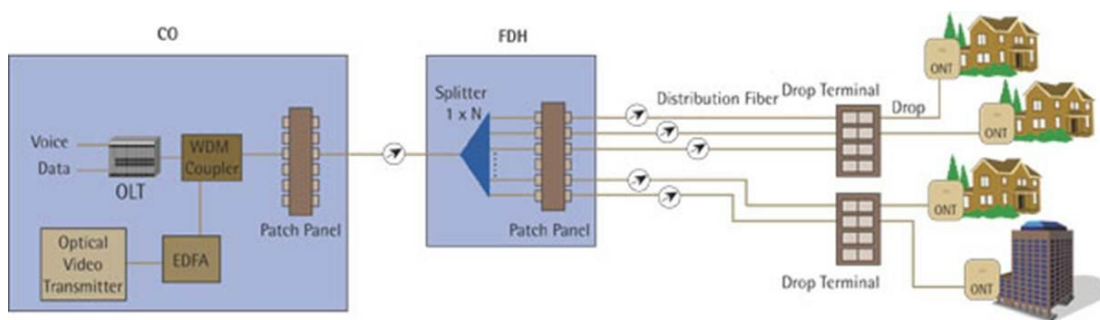 CO
FDH
Voice
Data
OLT
WDM
Coupler
Patch Panel
Optical
Video
Transmitter
EDFA
Splitter
1 x N
Patch Panel
Distribution Fiber
Drop Terminal
Drop
Drop Terminal
ONT
ONT
ONT
ONT